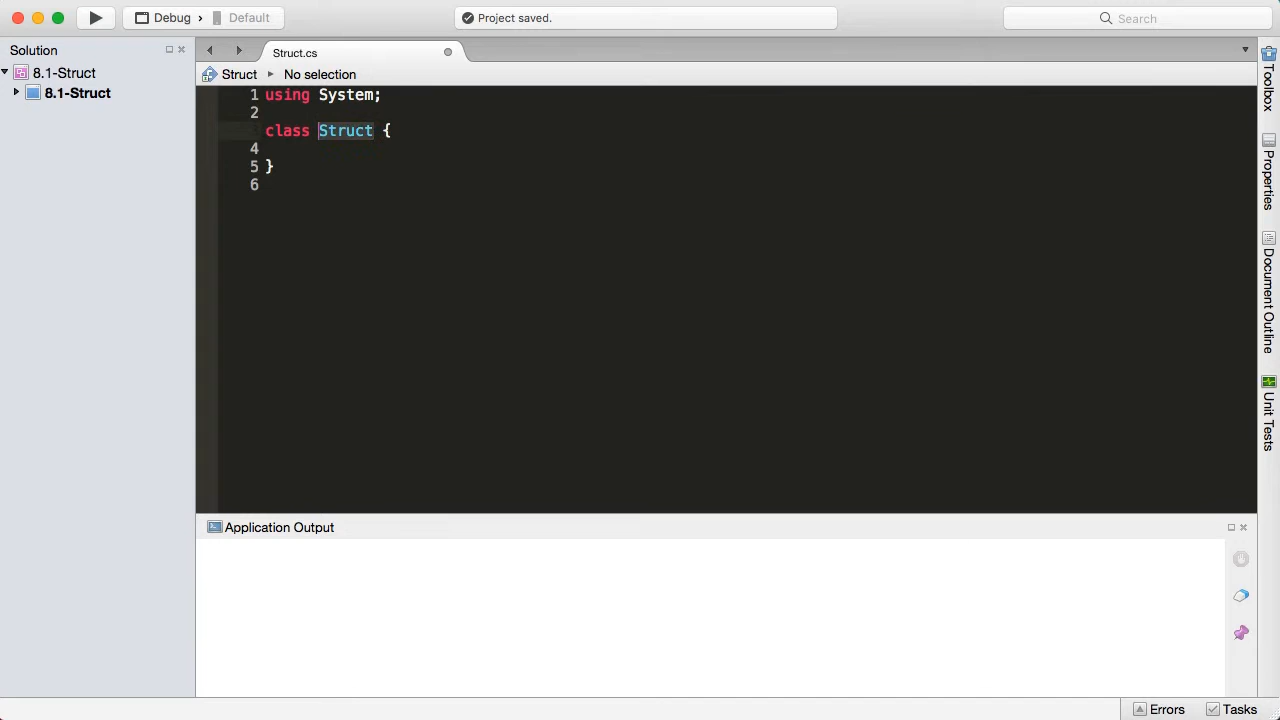 Debug
Default
Project saved.
Search
Solution
8.1-Struct
8.1-Struct
Struct.cs
Struct
No selection
1 using System;
2
class Struct {
4
5 }
6
Application Output
Toolbox
Properties
Document Outline
Unit Tests
Errors
Tasks